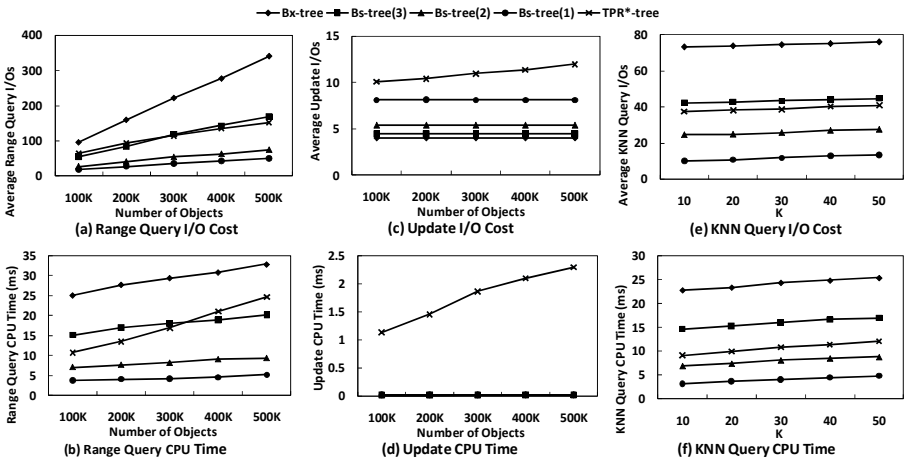 Bx-tree Bs-tree(3) Bs-tree(2) Bs-tree(1) TPR*-tree
Average Range Query I/Os
400
300
200
100
0
100K 200K 300K 400K 500K
Number of Objects
(a) Range Query I/O Cost
Average Update I/Os
15
10
5
0
100K 200K 300K 400K 500K
Number of Objects
(c) Update I/O Cost
Average KNN Query I/Os
80
60
40
20
0
10 20 30 40 50
K
(e) KNN Query I/O Cost
Range Query CPU Time (ms)
35
30
25
20
15
10
5
0
100K 200K 300K 400K 500K
Number of Objects
(b) Range Query CPU Time
Update CPU Time (ms)
2.5
2
1.5
1
0.5
0
100K 200K 300K 400K 500K
Number of Objects
(d) Update CPU Time
KNN Query CPU Time (ms)
30
25
20
15
10
5
0
10 20 30 40 50
K
(f) KNN Query CPU Time